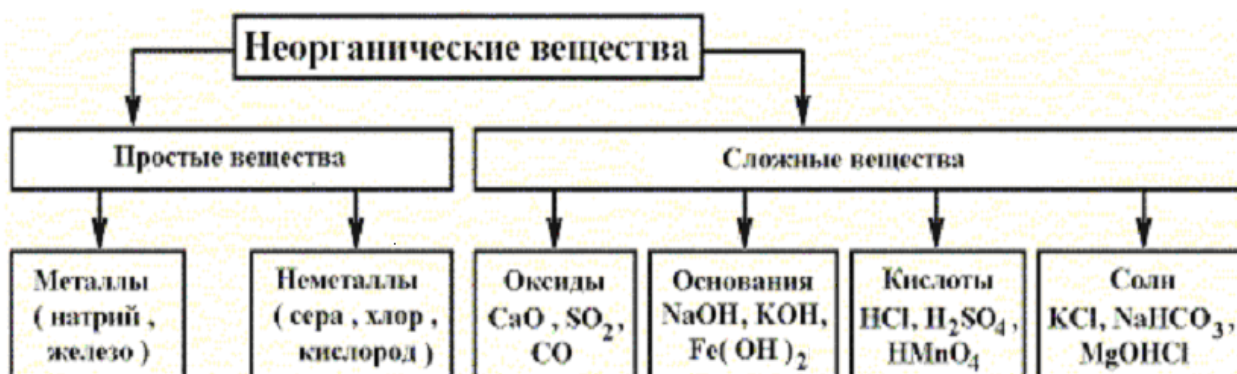 Неорганические вещества
Простые вещества
Сложные вещества
Металлы
( натрий ,
железо )
Неметаллы
( сера , хлор ,
кислород )
Оксиды
CaO , SO2,
CO
Основания
NaOH, KOH,
Fe( OH )2
Кислоты
HCl, H2SO4,
HMnO4
Соли
KCl, NaHCO3,
MgOHCl